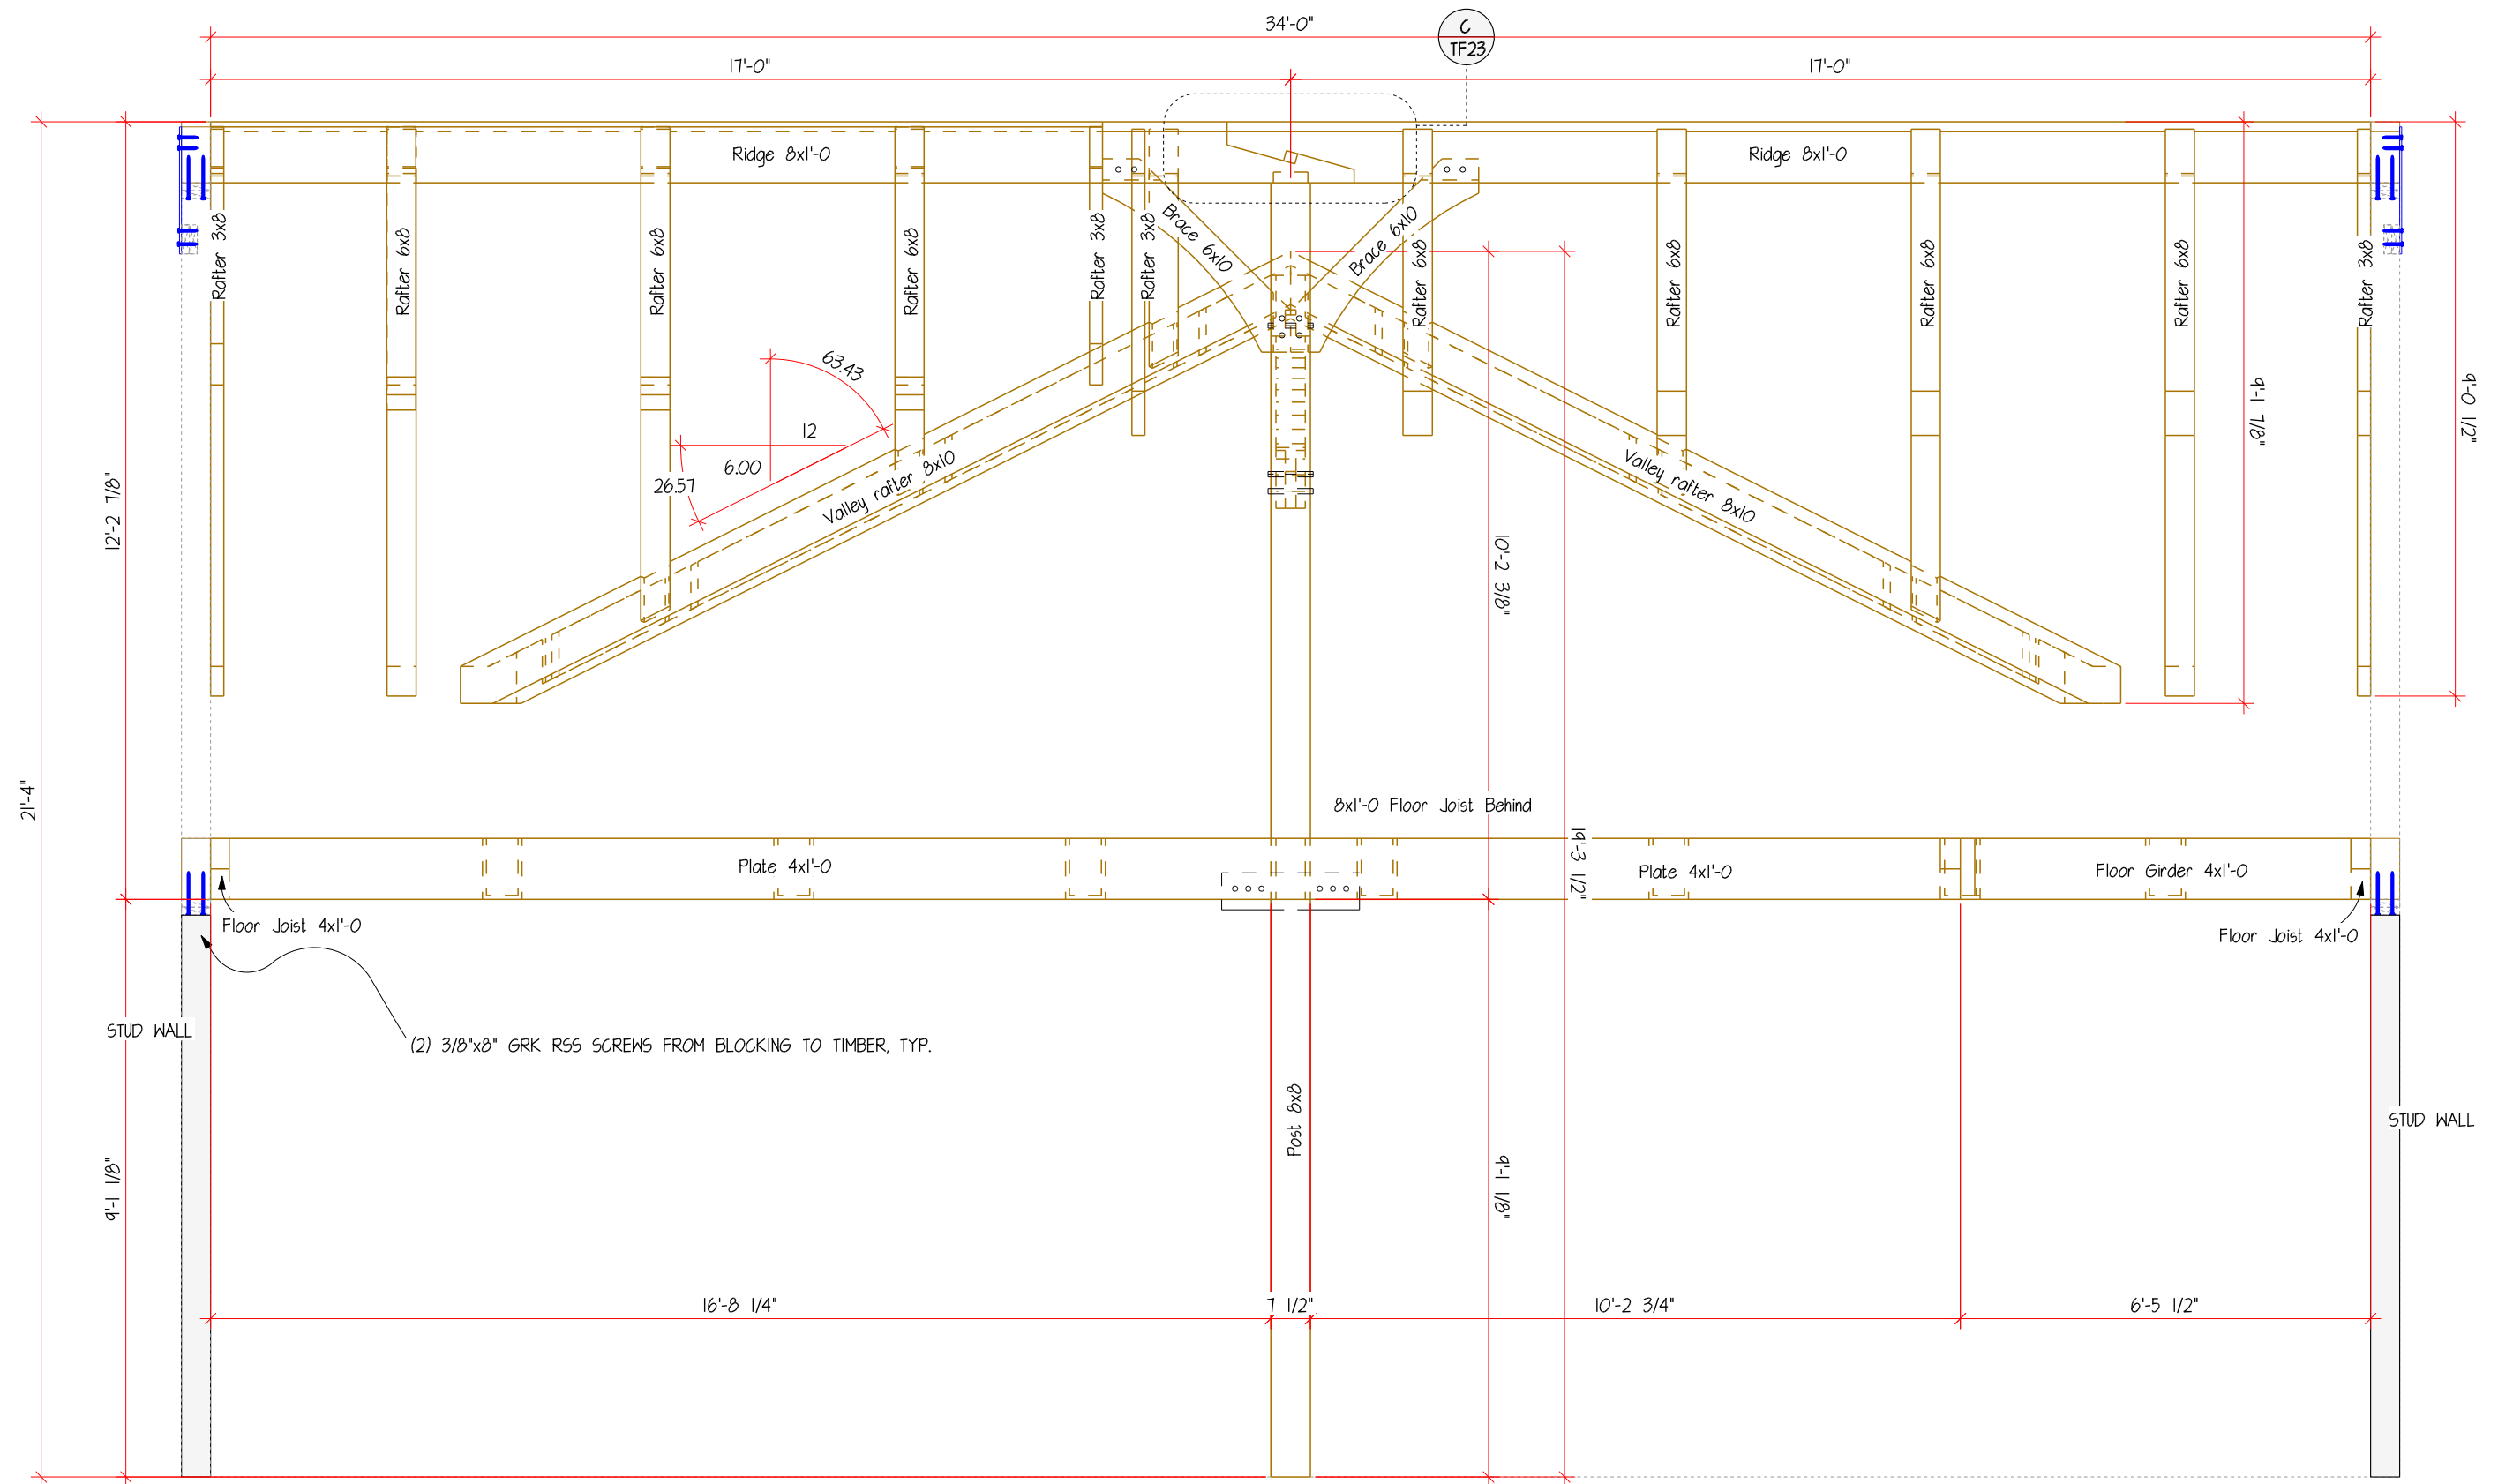 34'-0"
C
TF23
17'-0"
17'-0"
Ridge 8x1'-0
Ridge 8x1'-0
Rafter 3x8
Rafter 6x8
Rafter 6x8
Rafter 6x8
Rafter 3x8
Rafter 3x8
Brace 6x10
Brace 6x10
Rafter 6x8
Rafter 6x8
Rafter 6x8
Rafter 6x8
Rafter 3x8
63.43
12
6.00
26.57
Valley rafter 8x10
Valley rafter 8x10
9'-1 7/8"
9'-0 1/2"
12'-2 7/8"
10'-2 3/8"
21'-4"
8x1'-0 Floor Joist Behind
19'-3 1/2"
Plate 4x1'-0
Plate 4x1'-0
Floor Girder 4x1'-0
Floor Joist 4x1'-0
Floor Joist 4x1'-0
STUD WALL
(2) 3/8"x8" GRK RSS SCREWS FROM BLOCKING TO TIMBER, TYP.
STUD WALL
Post 8x8
9'-1 1/8"
9'-1 1/8"
16'-8 1/4"
7 1/2"
10'-2 3/4"
6'-5 1/2"